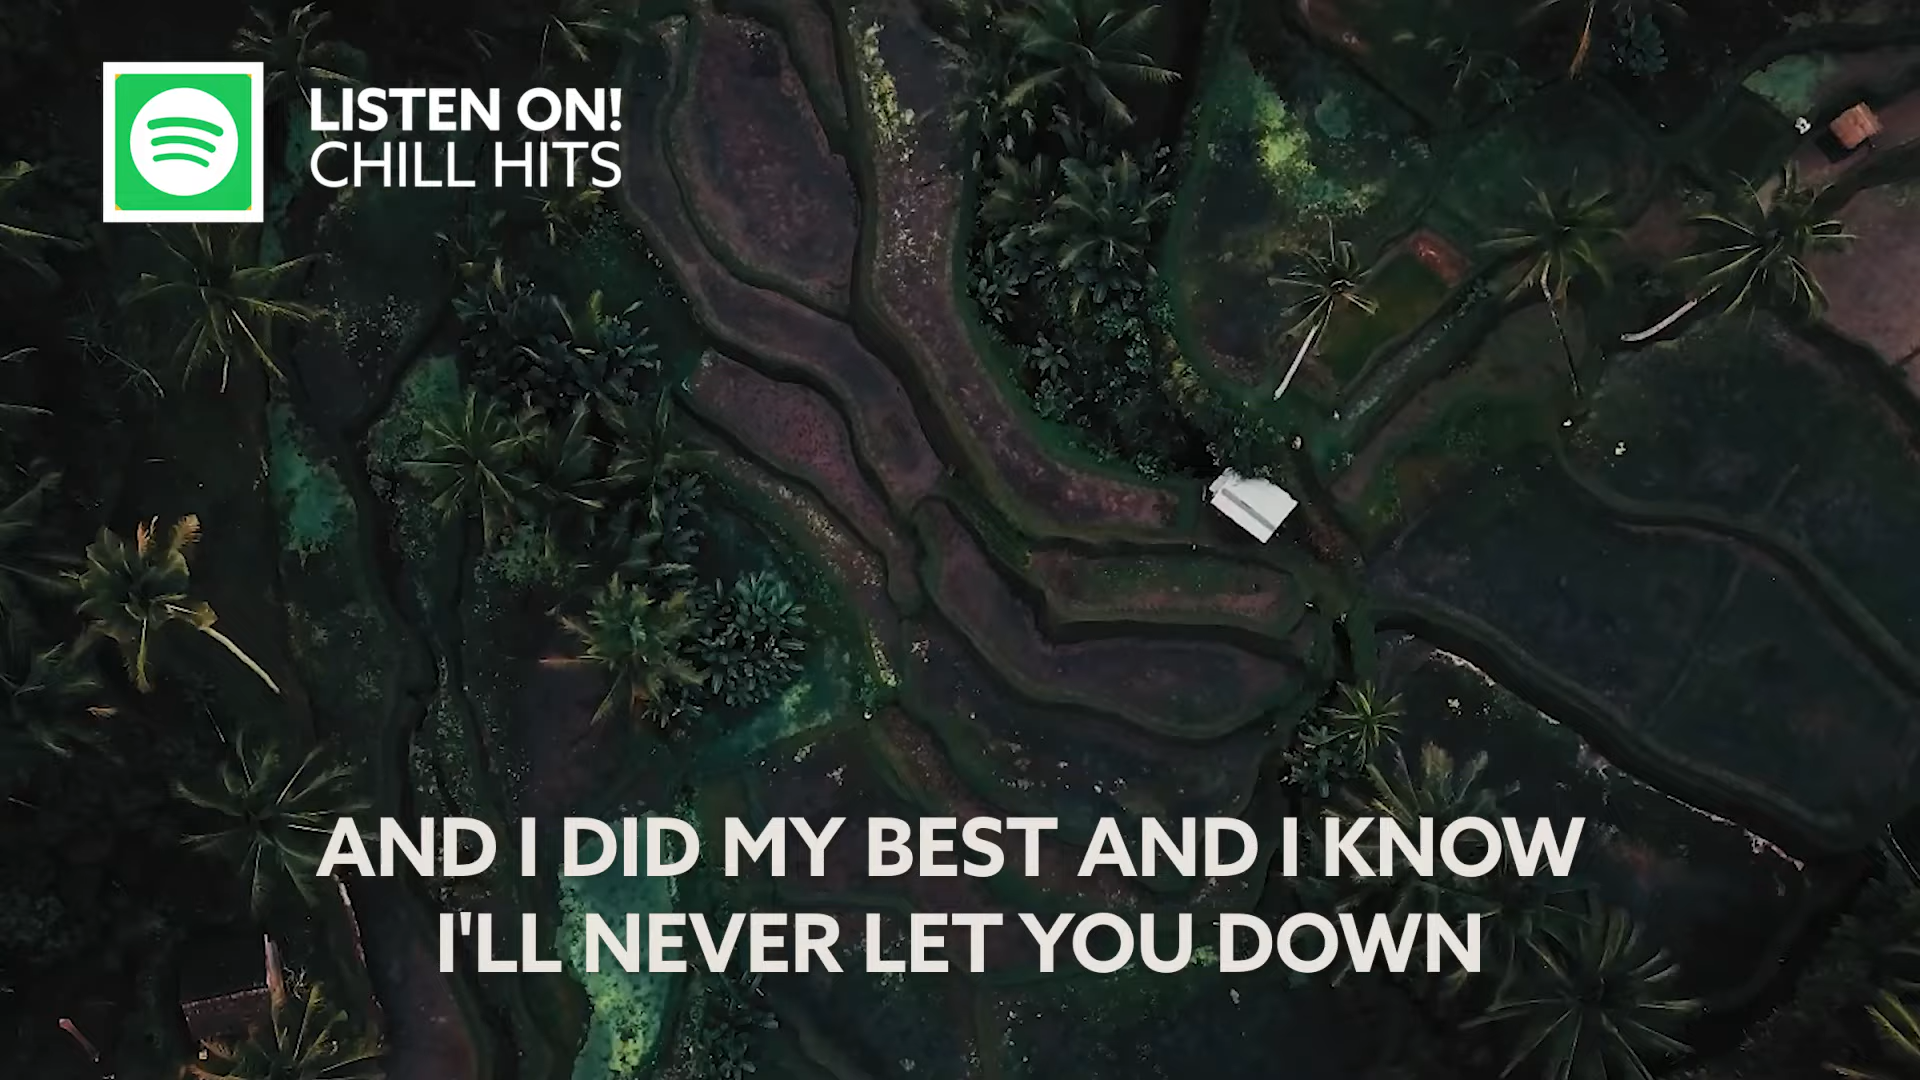 LISTEN ON!
CHILL HITS
AND I DID MY BEST AND I KNOW
I'LL NEVER LET YOU DOWN